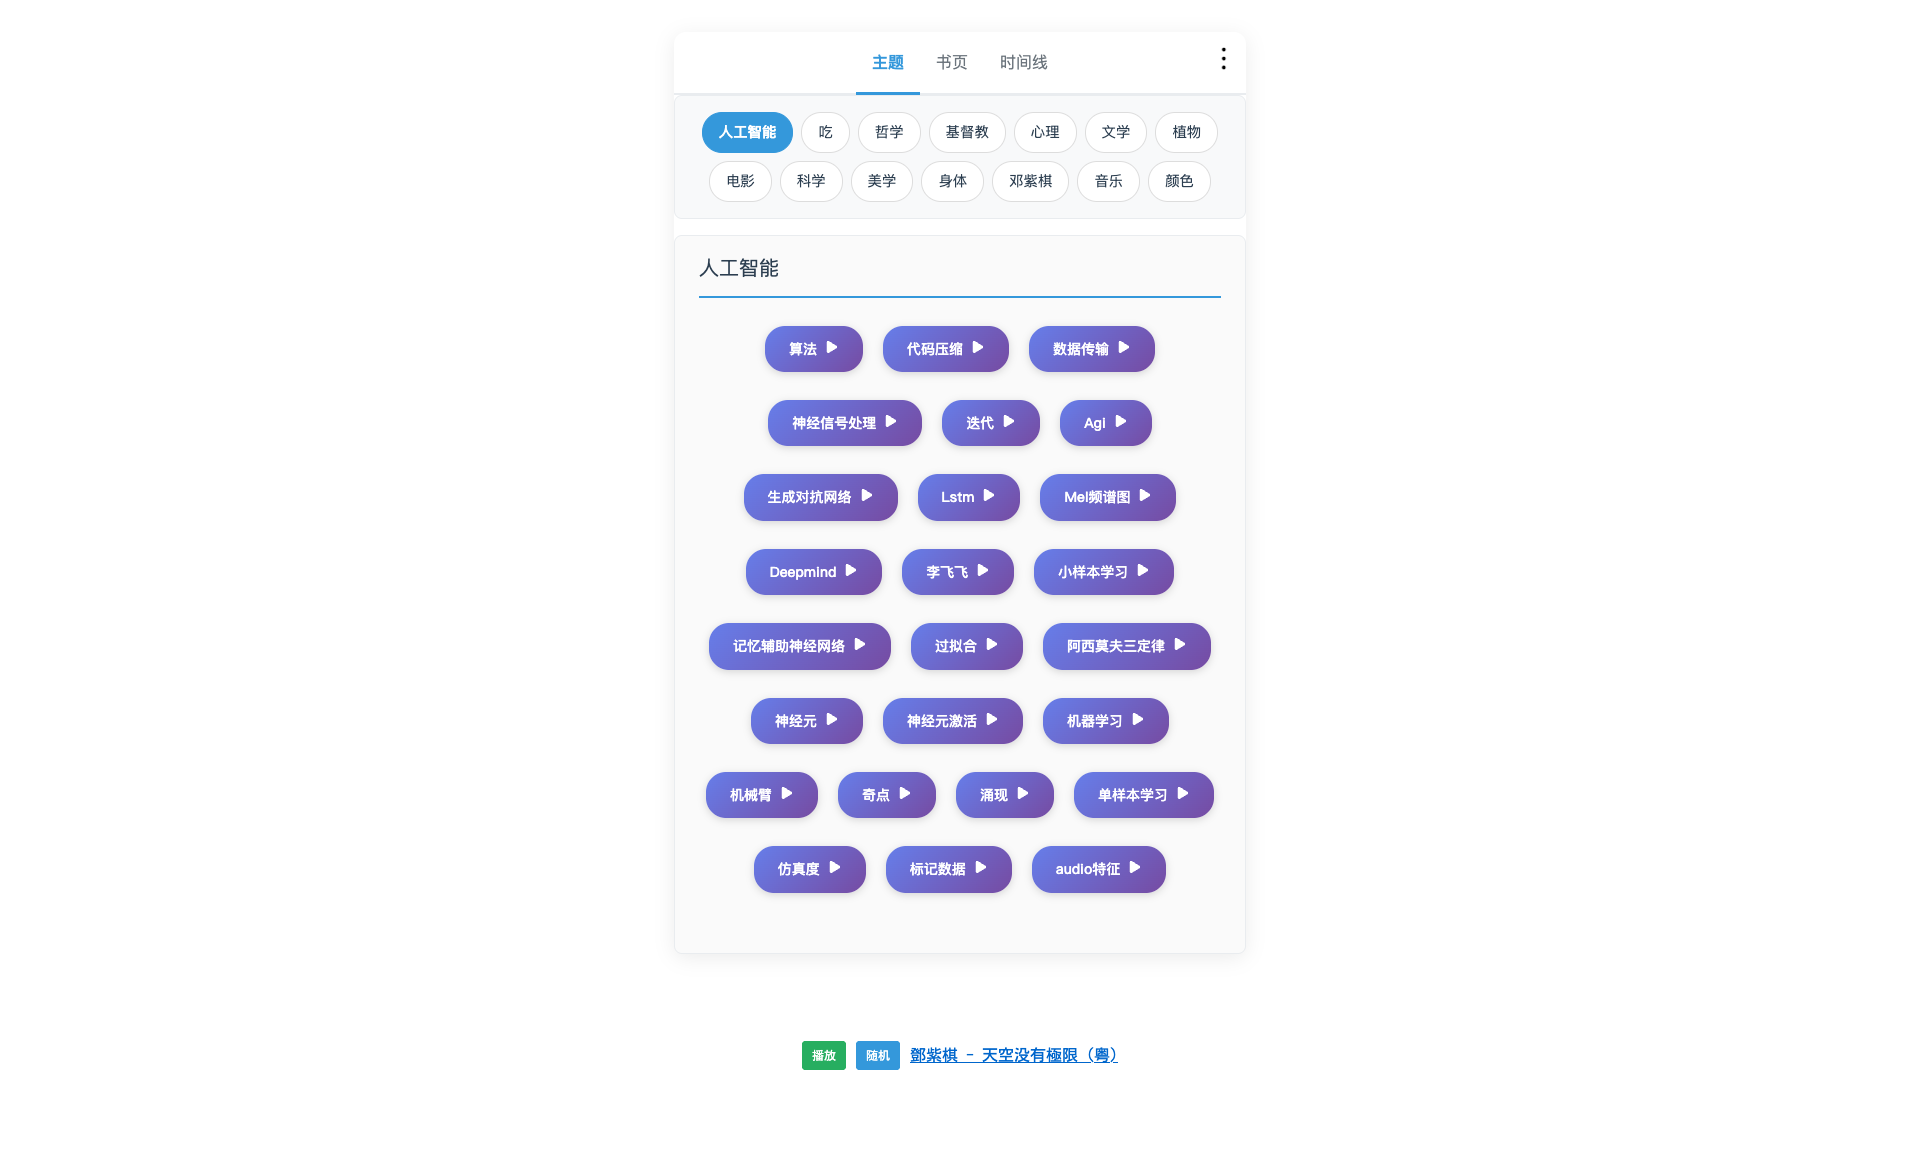 主题 书页 时间线
人工智能 吃 哲学 基督教 心理 文学 植物
电影 科学 美学 身体 邓紫棋 音乐 颜色
人工智能
算法 代码压缩 数据传输
神经信号处理 迭代 Agi
生成对抗网络 Lstm Mel频谱图
Deepmind 李飞飞 小样本学习
记忆辅助神经网络 过拟合 阿西莫夫三定律
神经元 神经元激活 机器学习
机械臂 奇点 涌现 单样本学习
仿真度 标记数据 audio特征
播放 随机 鄧紫棋 - 天空没有極限（粤）